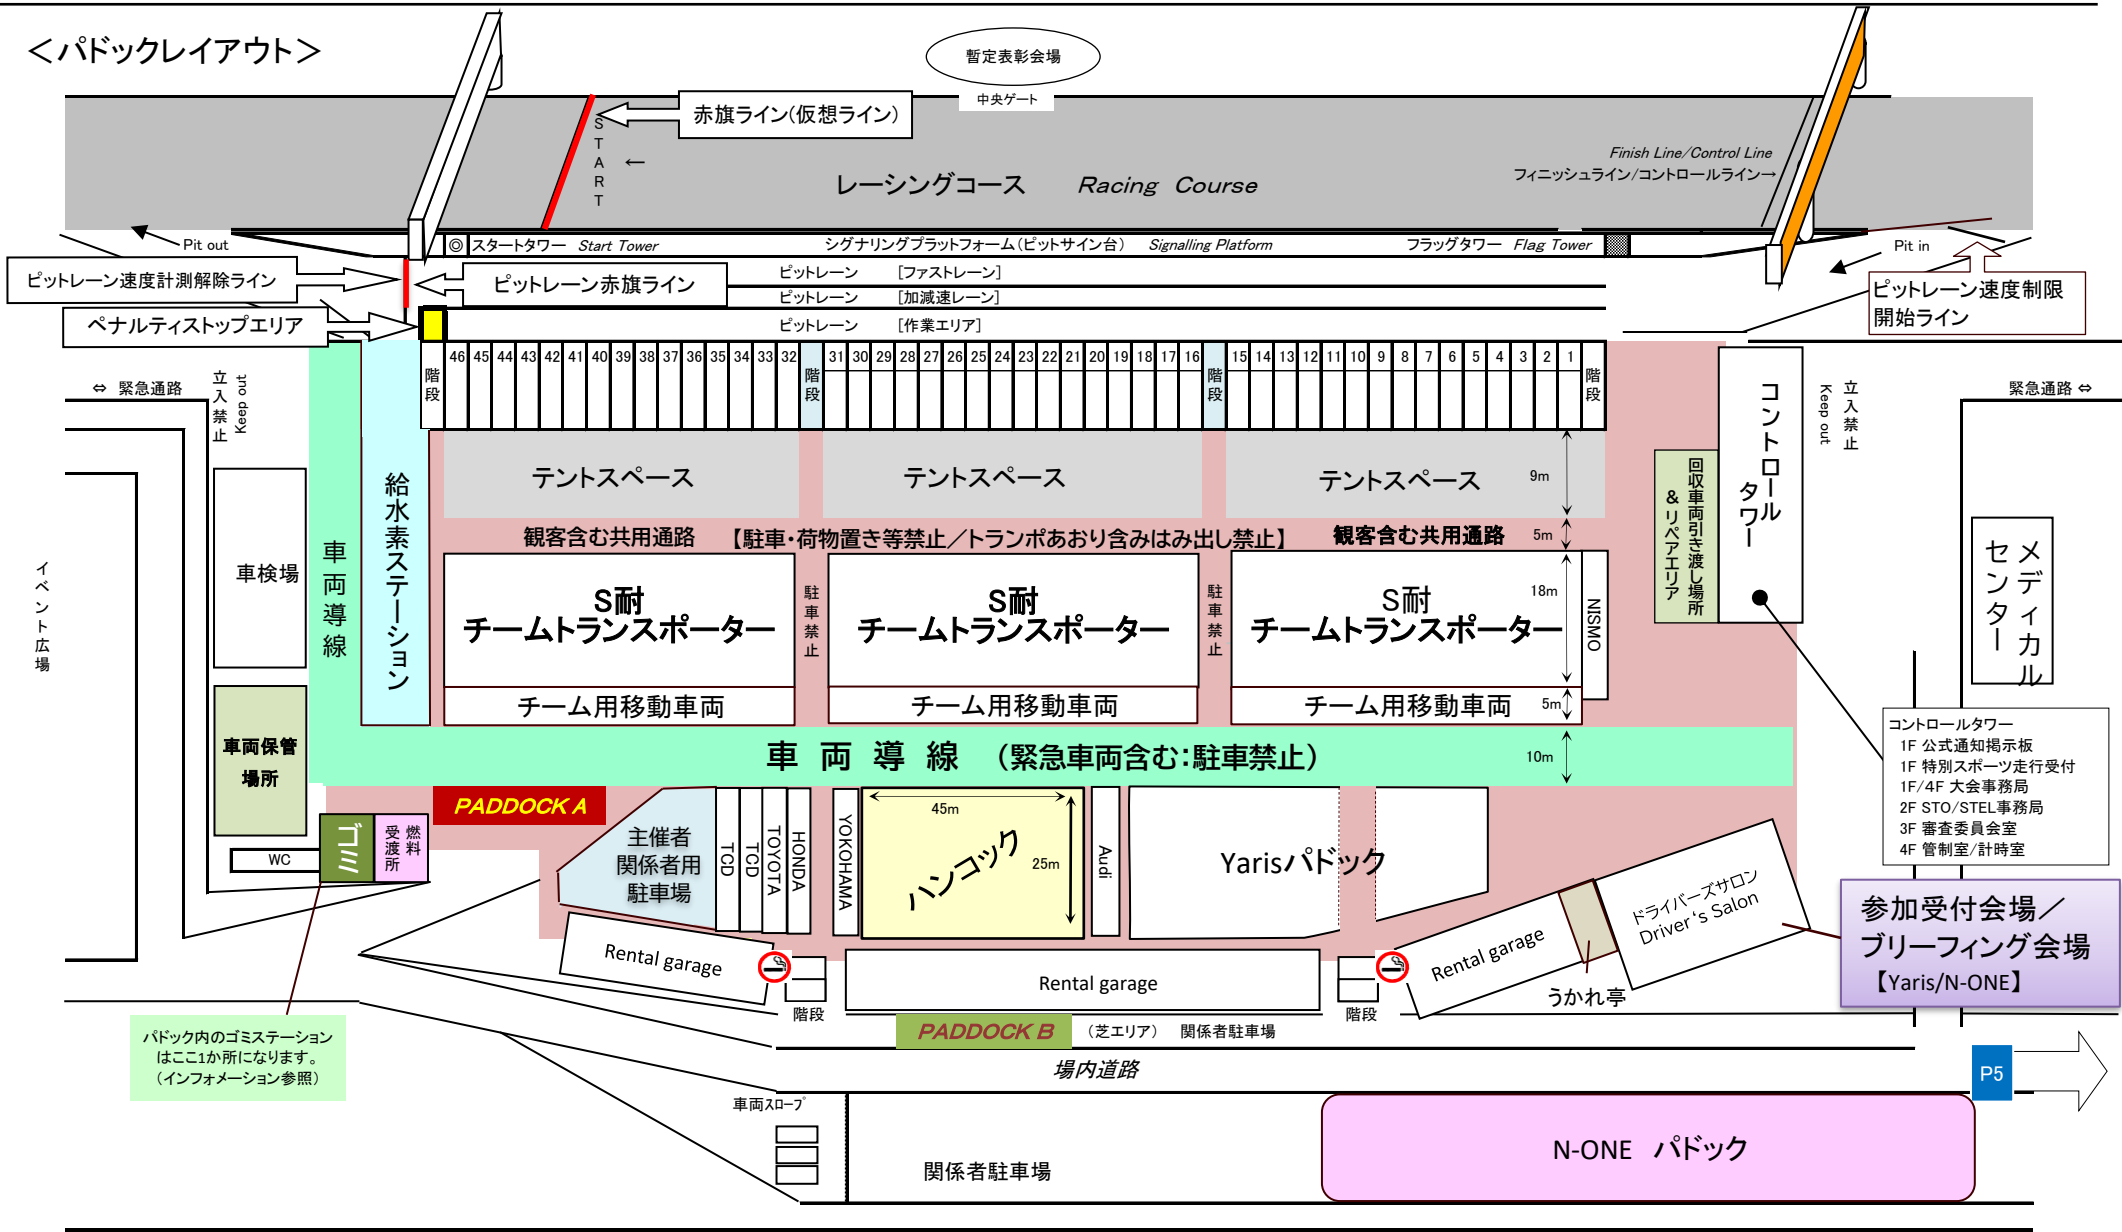 ＜パドックレイアウト＞
暫定表彰会場
中央ゲート
赤旗ライン(仮想ライン)
START
←
レーシングコース Racing Course
Finish Line/Control Line
フィニッシュライン/コントロールライン→
Pit out
◎ スタートタワー Start Tower
シグナリングプラットフォーム(ピットサイン台) Signalling Platform
フラッグタワー Flag Tower
Pit in
ピットレーン速度計測解除ライン
ピットレーン赤旗ライン
ピットレーン [ファストレーン]
ピットレーン [加減速レーン]
ピットレーン [作業エリア]
ペナルティストップエリア
ピットレーン速度制限
開始ライン
階段 46 45 44 43 42 41 40 39 38 37 36 35 34 33 32 階段 31 30 29 28 27 26 25 24 23 22 21 20 19 18 17 16 階段 15 14 13 12 11 10 9 8 7 6 5 4 3 2 1 階段
⇔ 緊急通路
立入禁止
Keep out
コントロール
タワー
立入禁止
Keep out
緊急通路 ⇔
テントスペース
テントスペース
テントスペース
9m
回収車両引き渡し場所
& リペアエリア
給水素ステーション
車両導線
車検場
イベント広場
観客含む共用通路
【駐車・荷物置き等禁止／トランポあおり含みはみ出し禁止】
観客含む共用通路
5m
メディカル
センター
S耐
チームトランスポーター
駐車禁止
S耐
チームトランスポーター
駐車禁止
S耐
チームトランスポーター
18m
NISMO
チーム用移動車両
チーム用移動車両
チーム用移動車両
5m
車両保管
場所
車 両 導 線 (緊急車両含む：駐車禁止)
10m
コントロールタワー
1F 公式通知掲示板
1F 特別スポーツ走行受付
1F/4F 大会事務局
2F STO/STEL事務局
3F 審査委員会室
4F 管制室/計時室
PADDOCK A
主催者
関係者用
駐車場
TCD
TCD
TOYOTA
HONDA
YOKOHAMA
45m
ハンコック
25m
Audi
Yarisパドック
ゴミ
燃料
受渡所
WC
ドライバーズサロン
Driver‘s Salon
参加受付会場／
ブリーフィング会場
【Yaris/N-ONE】
Rental garage
Rental garage
Rental garage
うかれ亭
階段
階段
PADDOCK B
(芝エリア) 関係者駐車場
パドック内のゴミステーション
はここ1か所になります。
(インフォメーション参照)
場内道路
P5
車両スロープ
関係者駐車場
N-ONE パドック